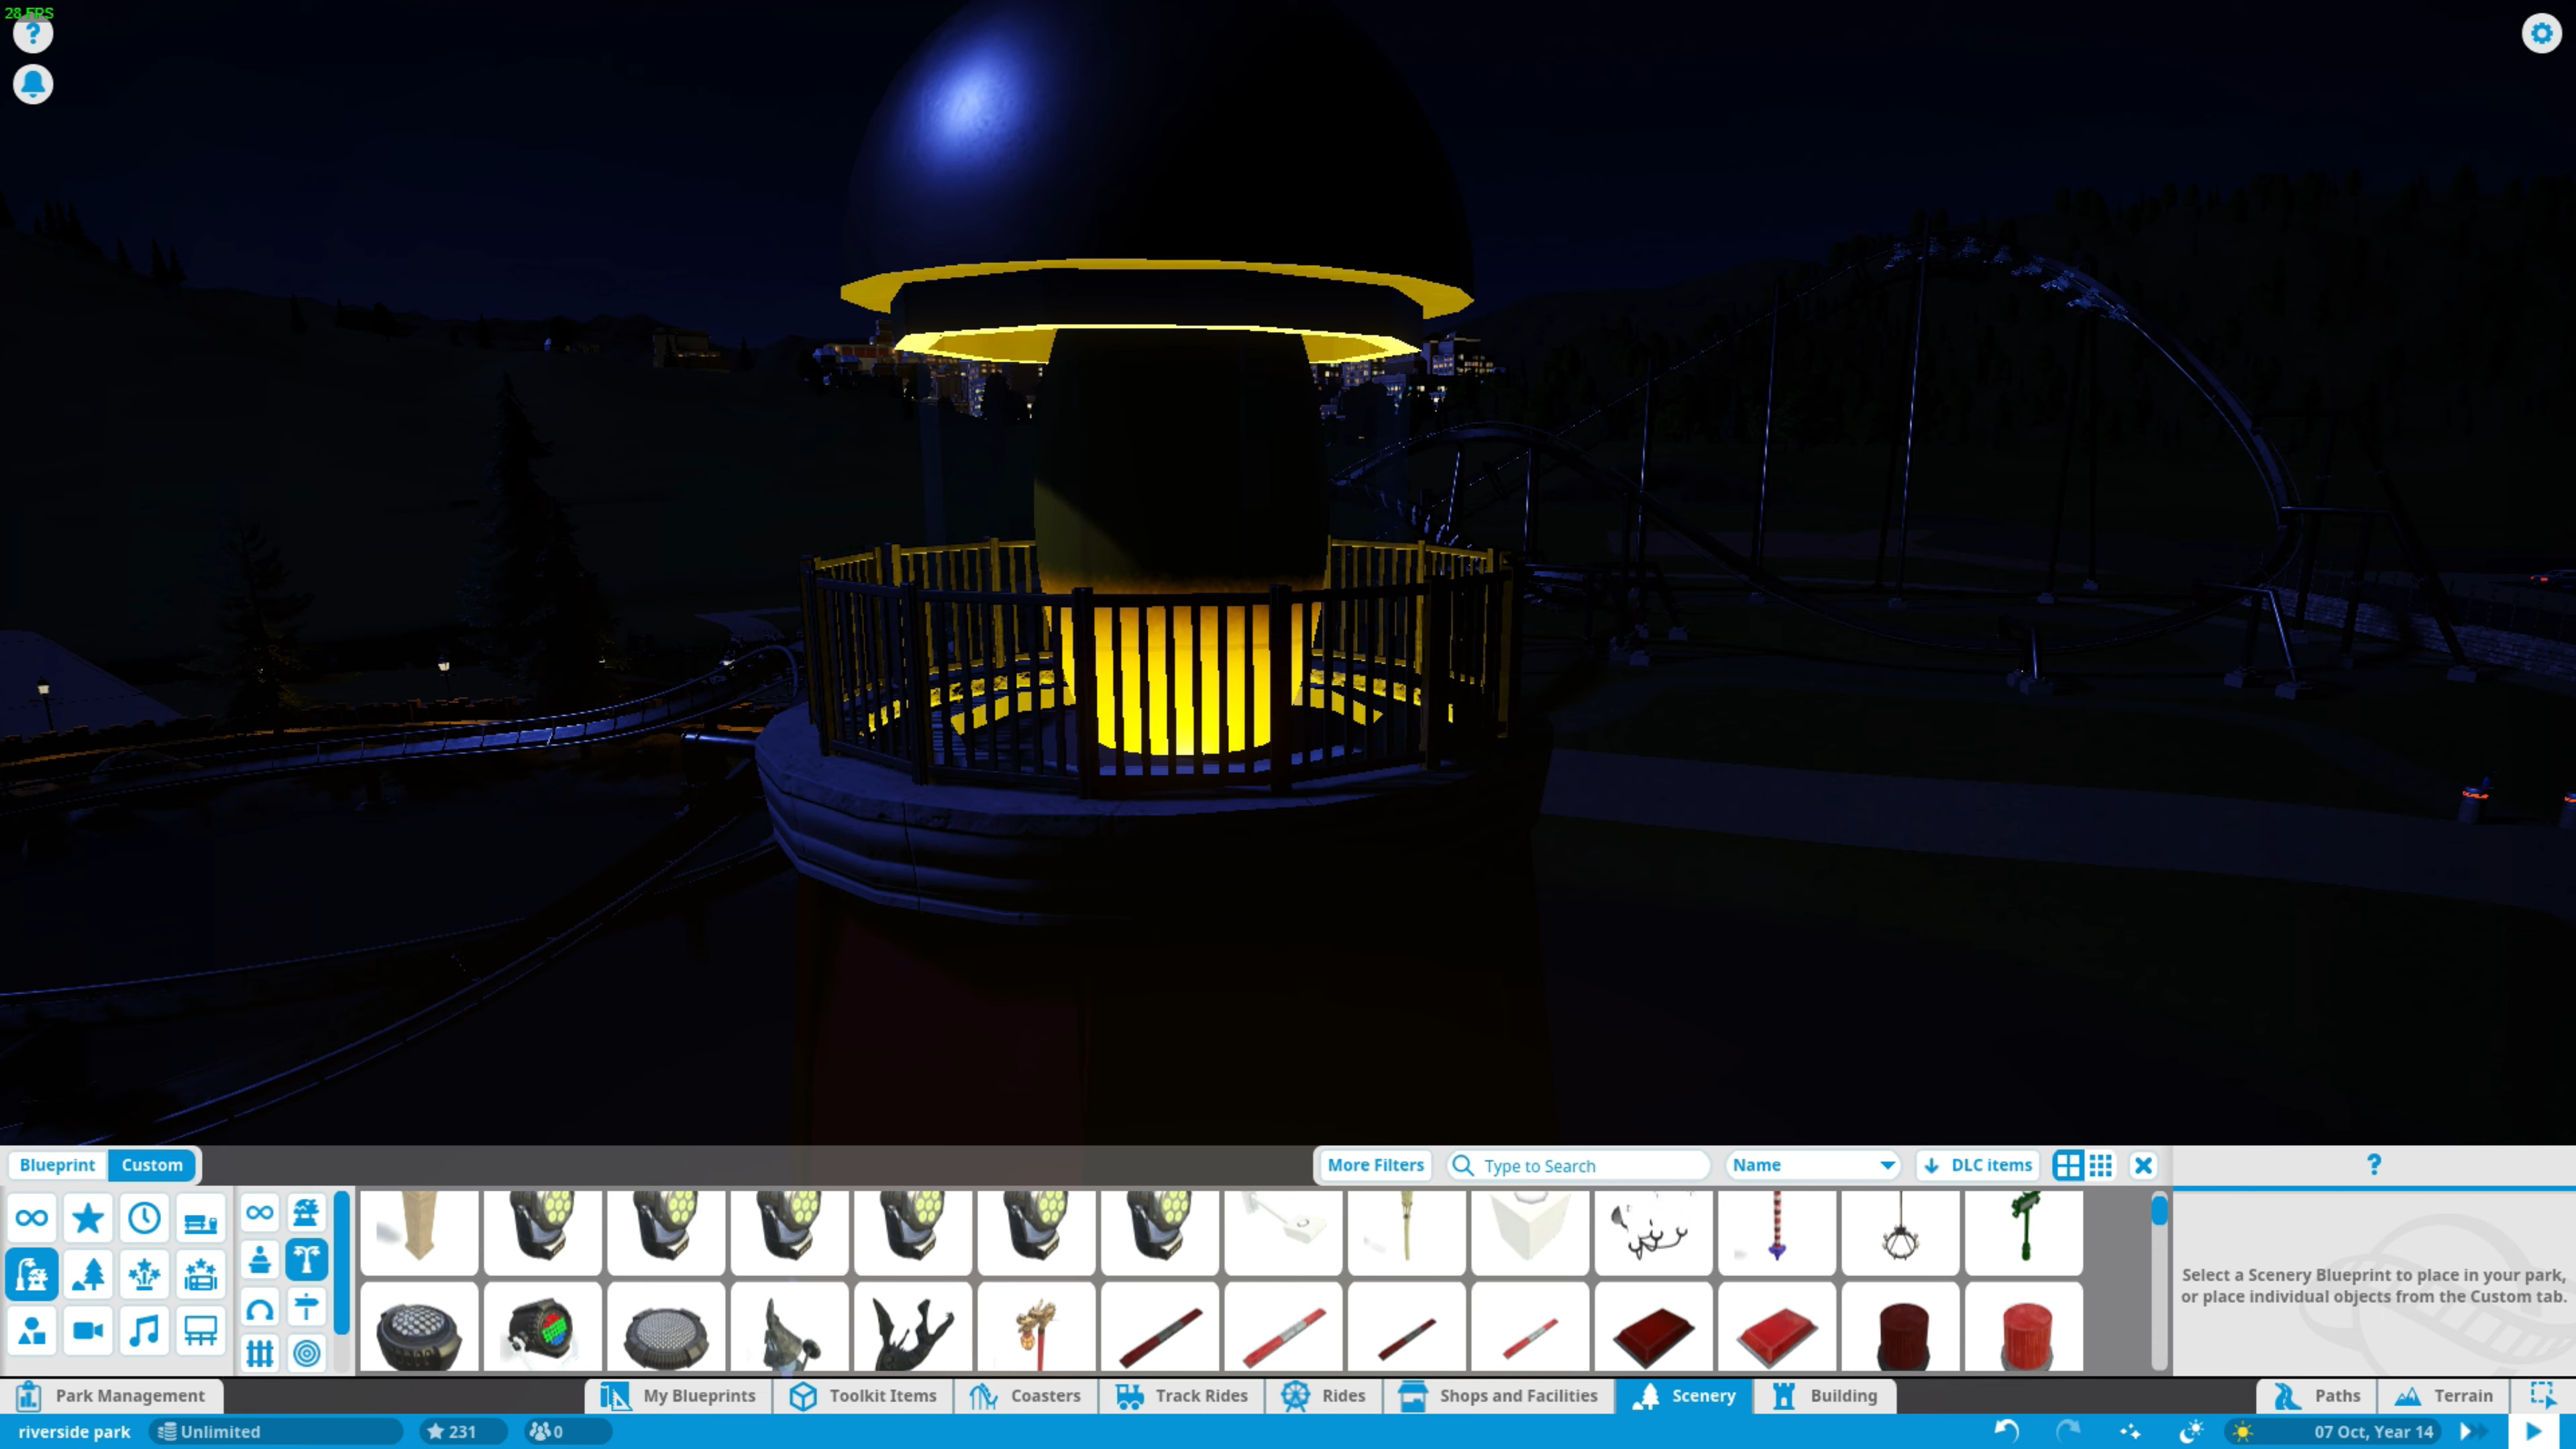 28 FPS
Blueprint Custom
More Filters Type to Search Name DLC items
Select a Scenery Blueprint to place in your park,
or place individual objects from the Custom tab.
Park Management My Blueprints Toolkit Items Coasters Track Rides Rides Shops and Facilities Scenery Building Paths Terrain
riverside park Unlimited 231 0 07 Oct, Year 14